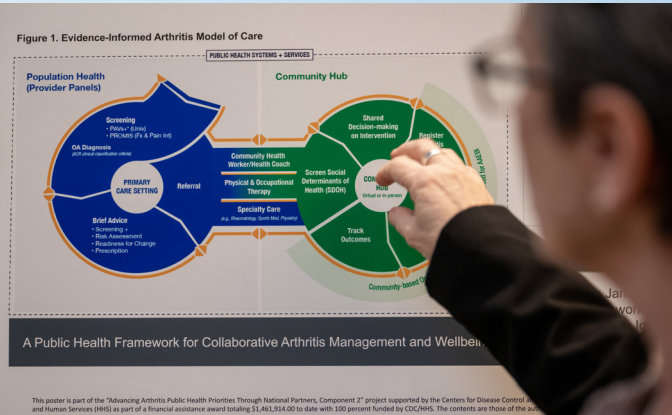 Figure 1. Evidence-Informed Arthritis Model of Care
PUBLIC HEALTH SYSTEMS + SERVICES
Population Health
(Provider Panels)
Community Hub
Screening
• PAVs+* (Univ)
• PROMIS (Fx & Pain Int)
OA Diagnosis
(ACR clinical classification criteria)
PRIMARY
CARE SETTING
Referral
Brief Advice
• Screening +
• Risk Assessment
• Readiness for Change
• Prescription
Community Health
Worker/Health Coach
Physical & Occupational
Therapy
Specialty Care
(e.g., Rheumatology, Sports Med, Physiatry)
Shared
Decision-making
on Intervention
Register
Screen Social
Determinants of
Health (SDOH)
HUB
Virtual or in-person
Track
Outcomes
for AAEBI
Community-based
A Public Health Framework for Collaborative Arthritis Management and
This poster is part of the "Advancing Arthritis Public Health Priorities Through National Partners, Component 2" project supported by the Centers for Disease Control
and Human Services (HHS) as part of a financial assistance award totaling $1,461,914.00 to date with 100 percent funded by CDC/HHS. The contents are those of the